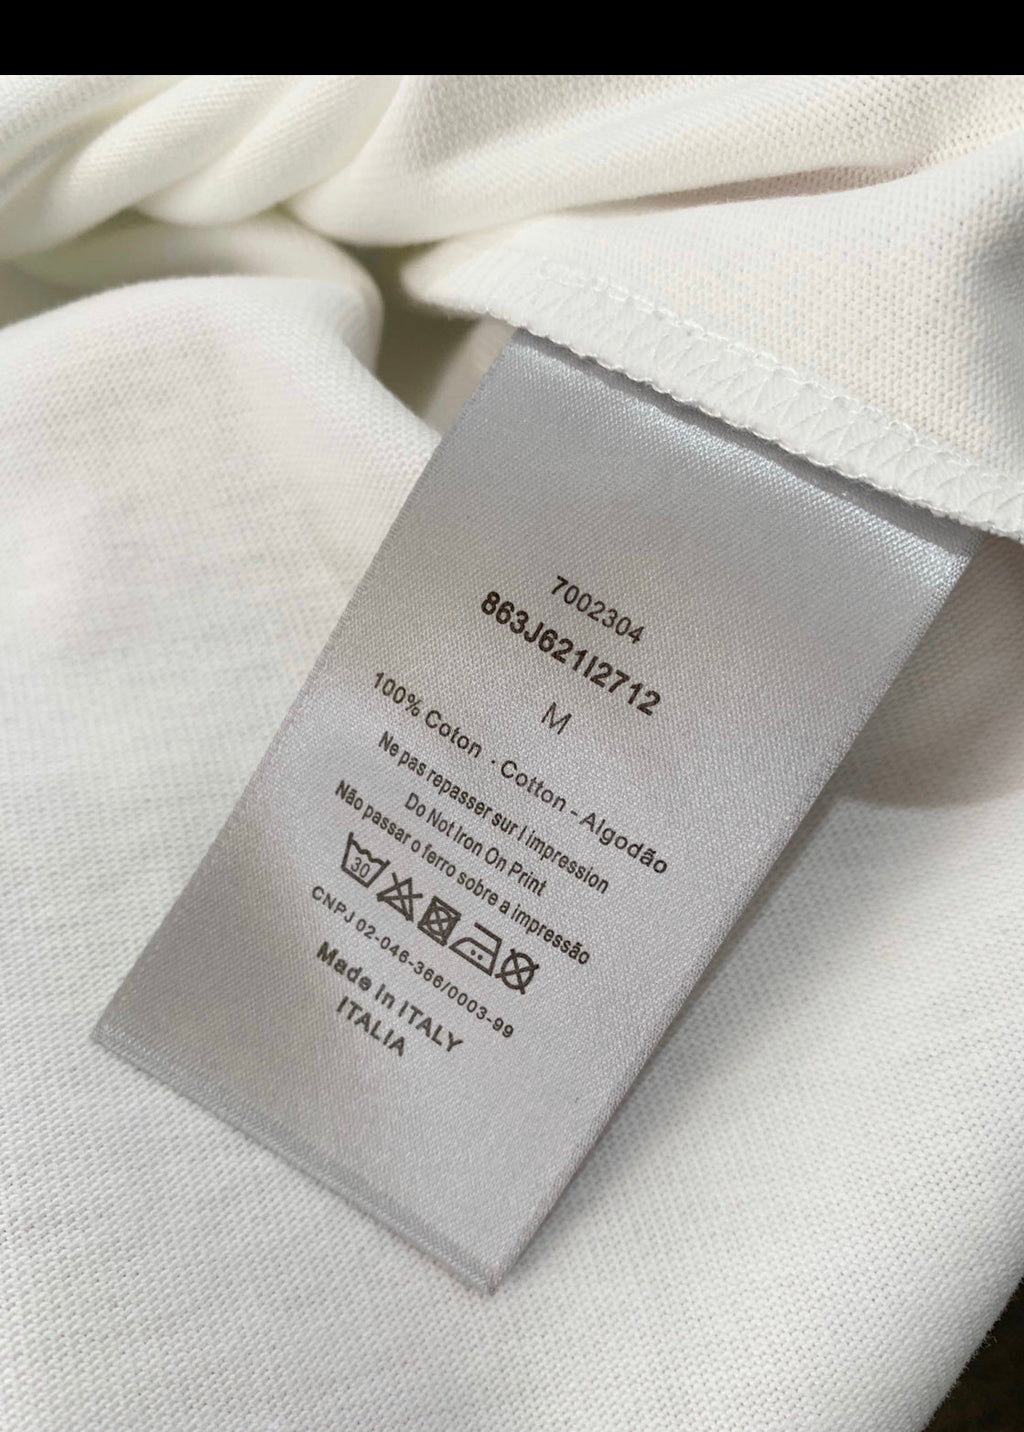 7002304
863J621I2712
M
100% Coton . Cotton - Algodão
Ne pas repasser sur l impression
Do Not Iron On Print
Não passar o ferro sobre a impressão
30
CNPJ 02-046-366/0003-99
Made In ITALY
ITALIA